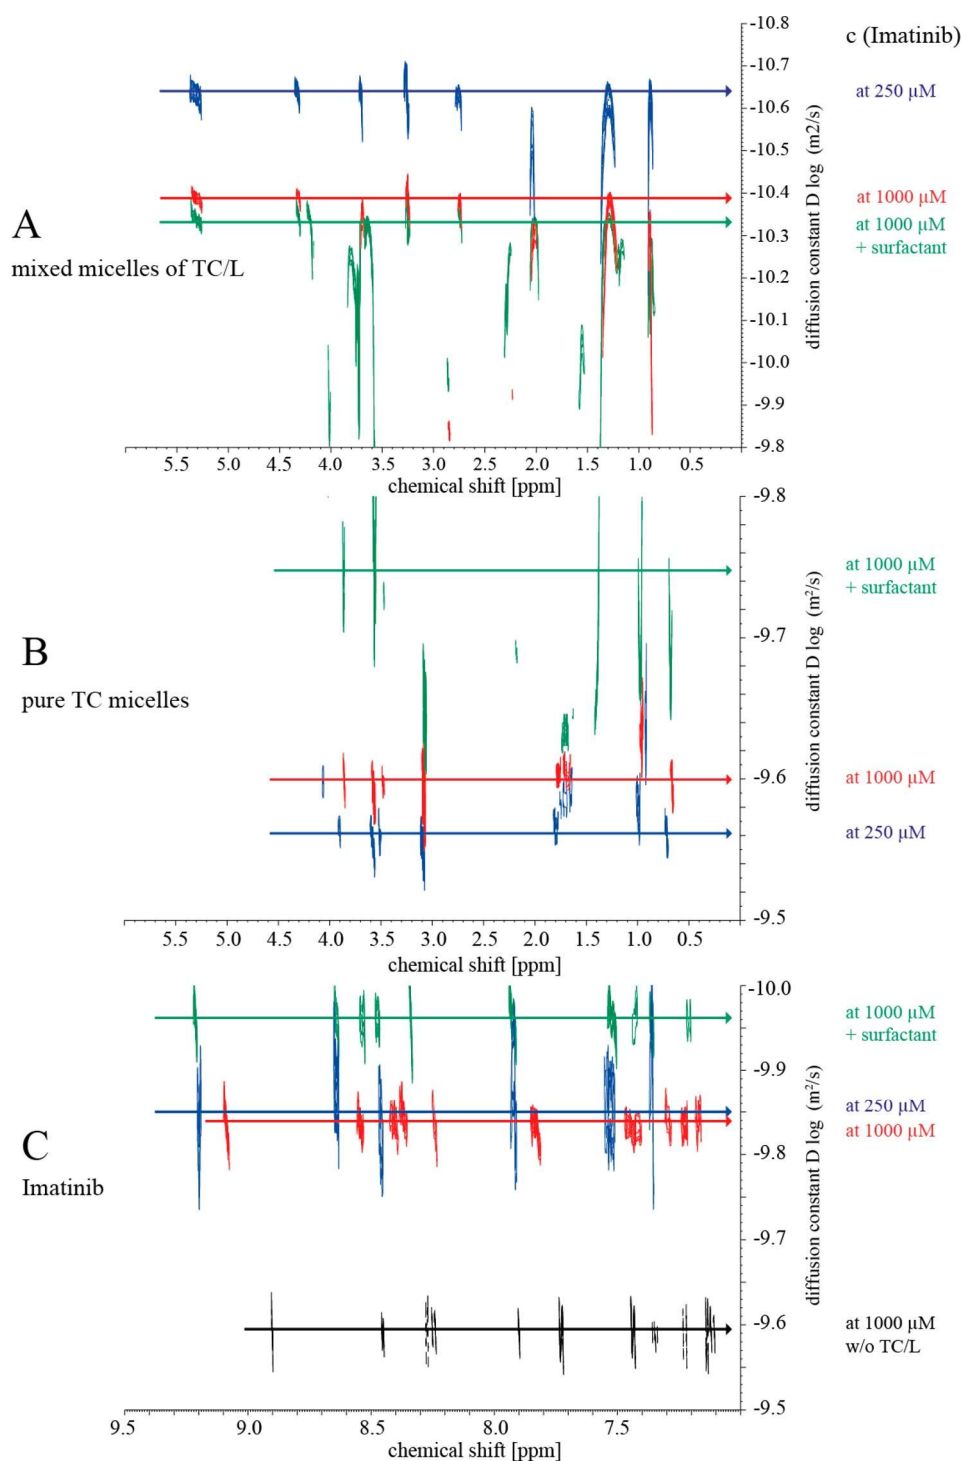 c (Imatinib)
-10.8
-10.7
-10.6
-10.5
-10.4
-10.3
-10.2
-10.1
-10.0
-9.9
-9.8
diffusion constant D log (m2/s)
at 250 μM
at 1000 μM
at 1000 μM
+ surfactant
A
mixed micelles of TC/L
5.5 5.0 4.5 4.0 3.5 3.0 2.5 2.0 1.5 1.0 0.5
chemical shift [ppm]
-9.8
-9.7
-9.6
-9.5
diffusion constant D log (m²/s)
at 1000 μM
+ surfactant
at 1000 μM
at 250 μM
B
pure TC micelles
5.5 5.0 4.5 4.0 3.5 3.0 2.5 2.0 1.5 1.0 0.5
chemical shift [ppm]
-10.0
-9.9
-9.8
-9.7
-9.6
-9.5
diffusion constant D log (m²/s)
at 1000 μM
+ surfactant
at 250 μM
at 1000 μM
at 1000 μM
w/o TC/L
C
Imatinib
9.5 9.0 8.5 8.0 7.5
chemical shift [ppm]